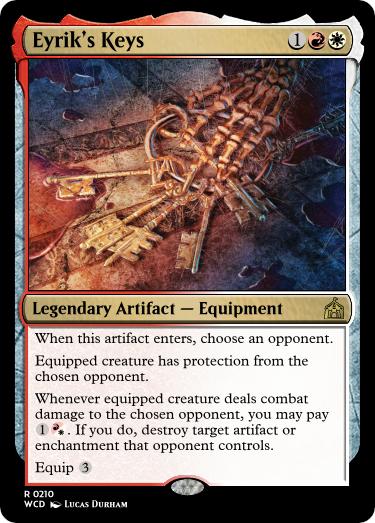 Eyrik's Keys 1
Legendary Artifact — Equipment
When this artifact enters, choose an opponent.
Equipped creature has protection from the
chosen opponent.
Whenever equipped creature deals combat
damage to the chosen opponent, you may pay
1 . If you do, destroy target artifact or
enchantment that opponent controls.
Equip 3
R 0210
WCD Lucas Durham